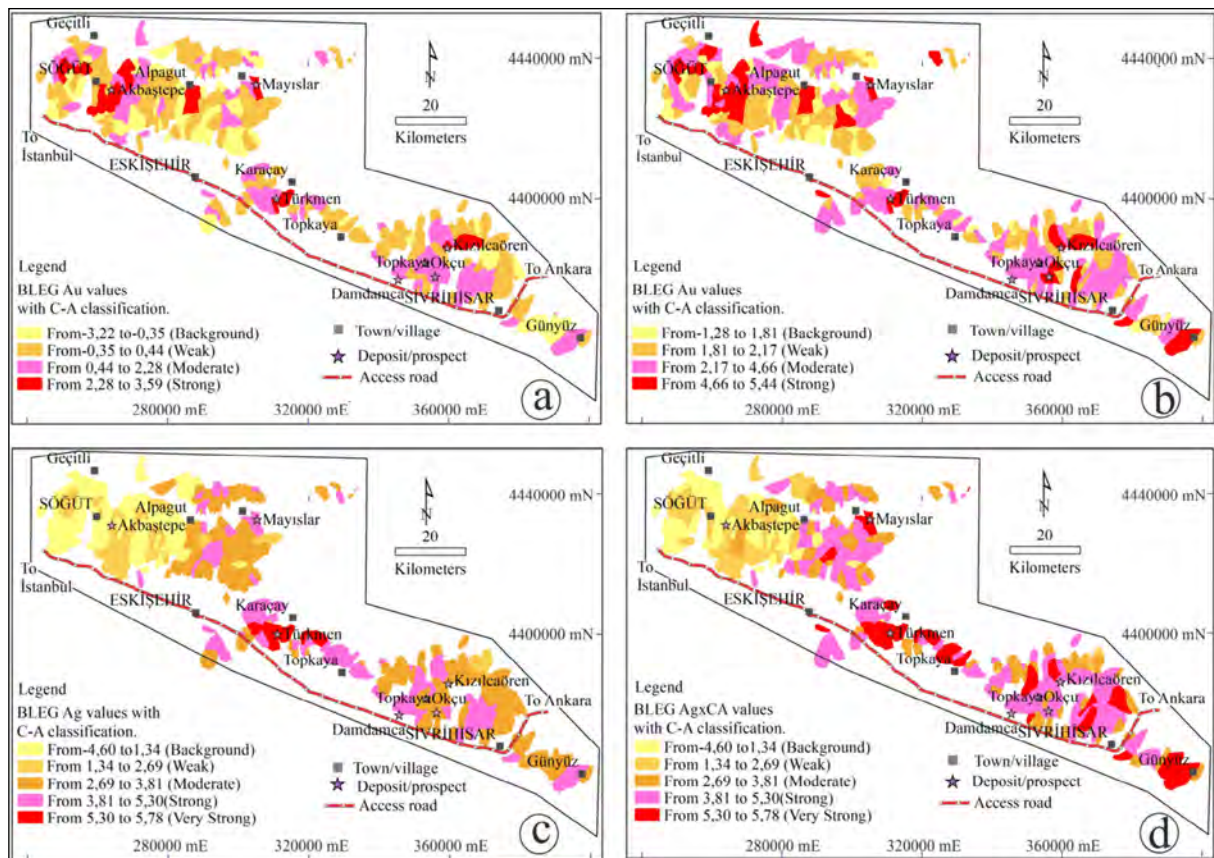 Geçitli
SÖĞÜT
Alpagut
Akbaştepe
Mayıslar
4440000 mN
N
20
Kilometers
To
İstanbul
ESKİŞEHİR
Karaçay
Türkmen
4400000 mN
Topkaya
Kızılcaören
Topkaya
Okçu
To Ankara
Damdamca
SİVRİHİSAR
Günyüz
Legend
BLEG Au values
with C-A classification.
From-3,22 to-0,35 (Background)
From-0,35 to 0,44 (Weak)
From 0,44 to 2,28 (Moderate)
From 2,28 to 3,59 (Strong)
Town/village
Deposit/prospect
Access road
a
280000 mE
320000 mE
360000 mE
Geçitli
SÖĞÜT
Alpagut
Akbaştepe
Mayıslar
4440000 mN
N
20
Kilometers
To
İstanbul
ESKİŞEHİR
Karaçay
Türkmen
4400000 mN
Topkaya
Kızılcaören
Topkaya
Okçu
To Ankara
Damdamca
SİVRİHİSAR
Günyüz
Legend
BLEG Au values
with C-A classification.
From-1,28 to 1,81 (Background)
From 1,81 to 2,17 (Weak)
From 2,17 to 4,66 (Moderate)
From 4,66 to 5,44 (Strong)
Town/village
Deposit/prospect
Access road
b
280000 mE
320000 mE
360000 mE
Geçitli
SÖĞÜT
Alpagut
Akbaştepe
Mayıslar
4440000 mN
N
20
Kilometers
To
İstanbul
ESKİŞEHİR
Karaçay
Türkmen
4400000 mN
Topkaya
Kızılcaören
Topkaya
Okçu
To Ankara
Damdamca
SİVRİHİSAR
Günyüz
Legend
BLEG Ag values with
C-A classification.
From-4,60 to1,34 (Background)
From 1,34 to 2,69 (Weak)
From 2,69 to 3,81 (Moderate)
From 3,81 to 5,30(Strong)
From 5,30 to 5,78 (Very Strong)
Town/village
Deposit/prospect
Access road
c
280000 mE
320000 mE
360000 mE
Geçitli
SÖĞÜT
Alpagut
Akbaştepe
Mayıslar
4440000 mN
N
20
Kilometers
To
İstanbul
ESKİŞEHİR
Karaçay
Türkmen
4400000 mN
Topkaya
Kızılcaören
Topkaya
Okçu
To Ankara
Damdamca
SİVRİHİSAR
Günyüz
Legend
BLEG AgxCA values
with C-A classification.
From-4,60 to1,34 (Background)
From 1,34 to 2,69 (Weak)
From 2,69 to 3,81 (Moderate)
From 3,81 to 5,30(Strong)
From 5,30 to 5,78 (Very Strong)
Town/village
Deposit/prospect
Access road
d
280000 mE
320000 mE
360000 mE